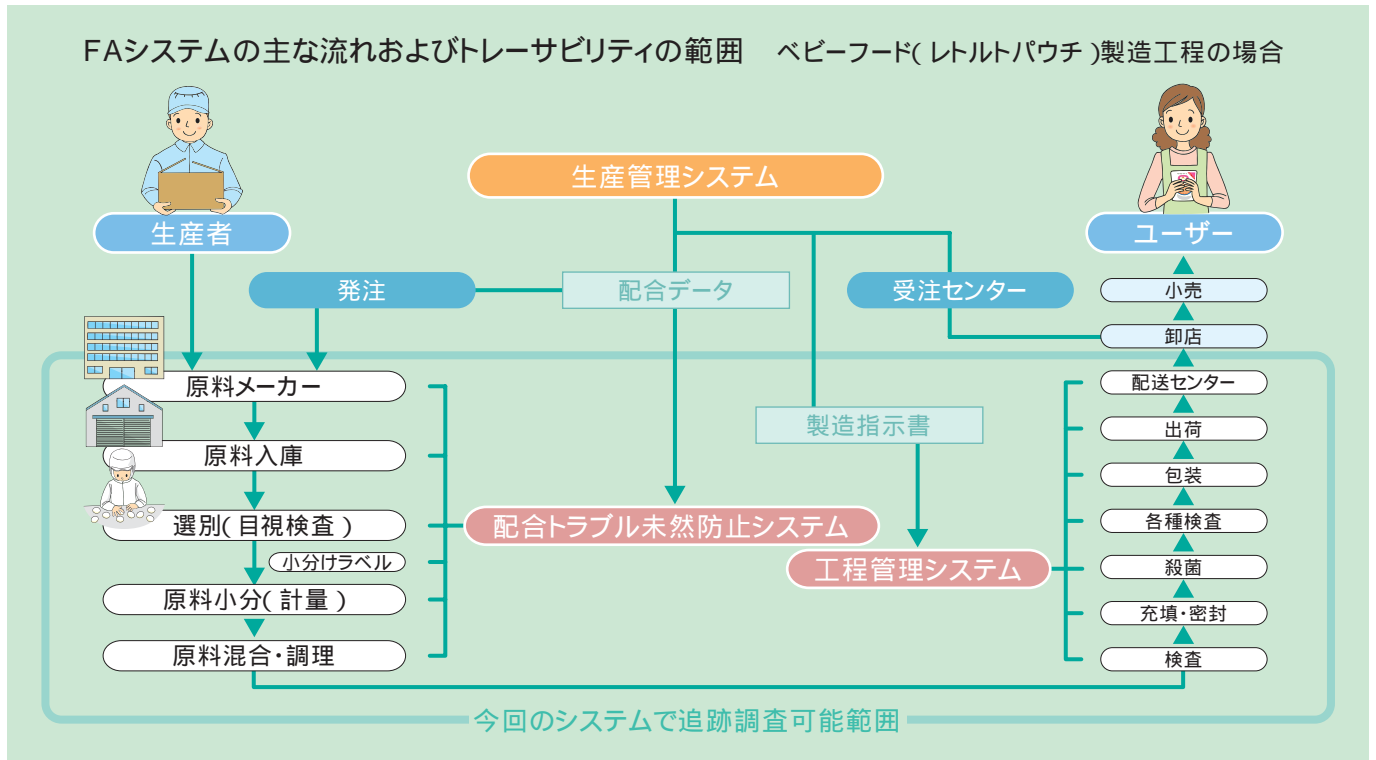 FAシステムの主な流れおよびトレーサビリティの範囲 ベビーフード(レトルトパウチ)製造工程の場合
生産管理システム
生産者
ユーザー
発注
配合データ
受注センター
小売
卸店
原料メーカー
配送センター
製造指示書
出荷
原料入庫
包装
選別(目視検査)
配合トラブル未然防止システム
各種検査
小分けラベル
工程管理システム
殺菌
原料小分(計量)
充填・密封
原料混合・調理
検査
今回のシステムで追跡調査可能範囲